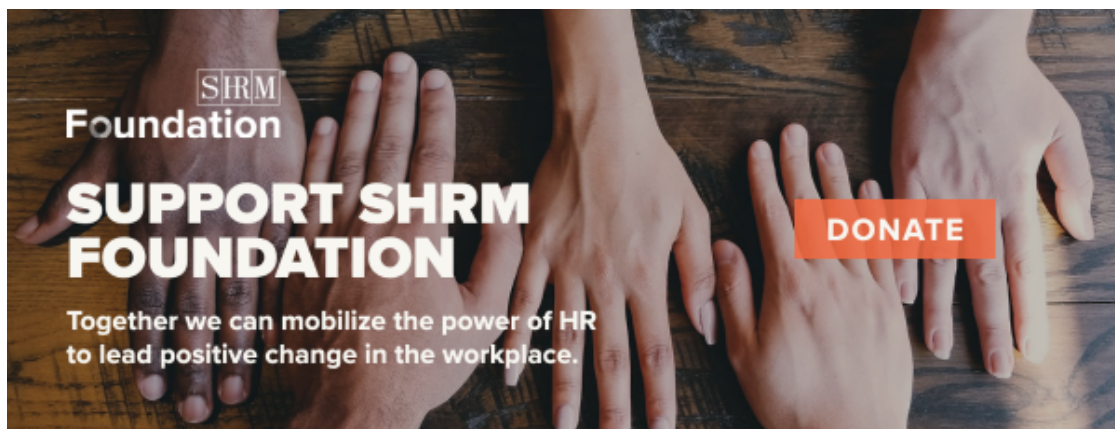 SHRM
Foundation
SUPPORT SHRM
FOUNDATION
Together we can mobilize the power of HR
to lead positive change in the workplace.
DONATE